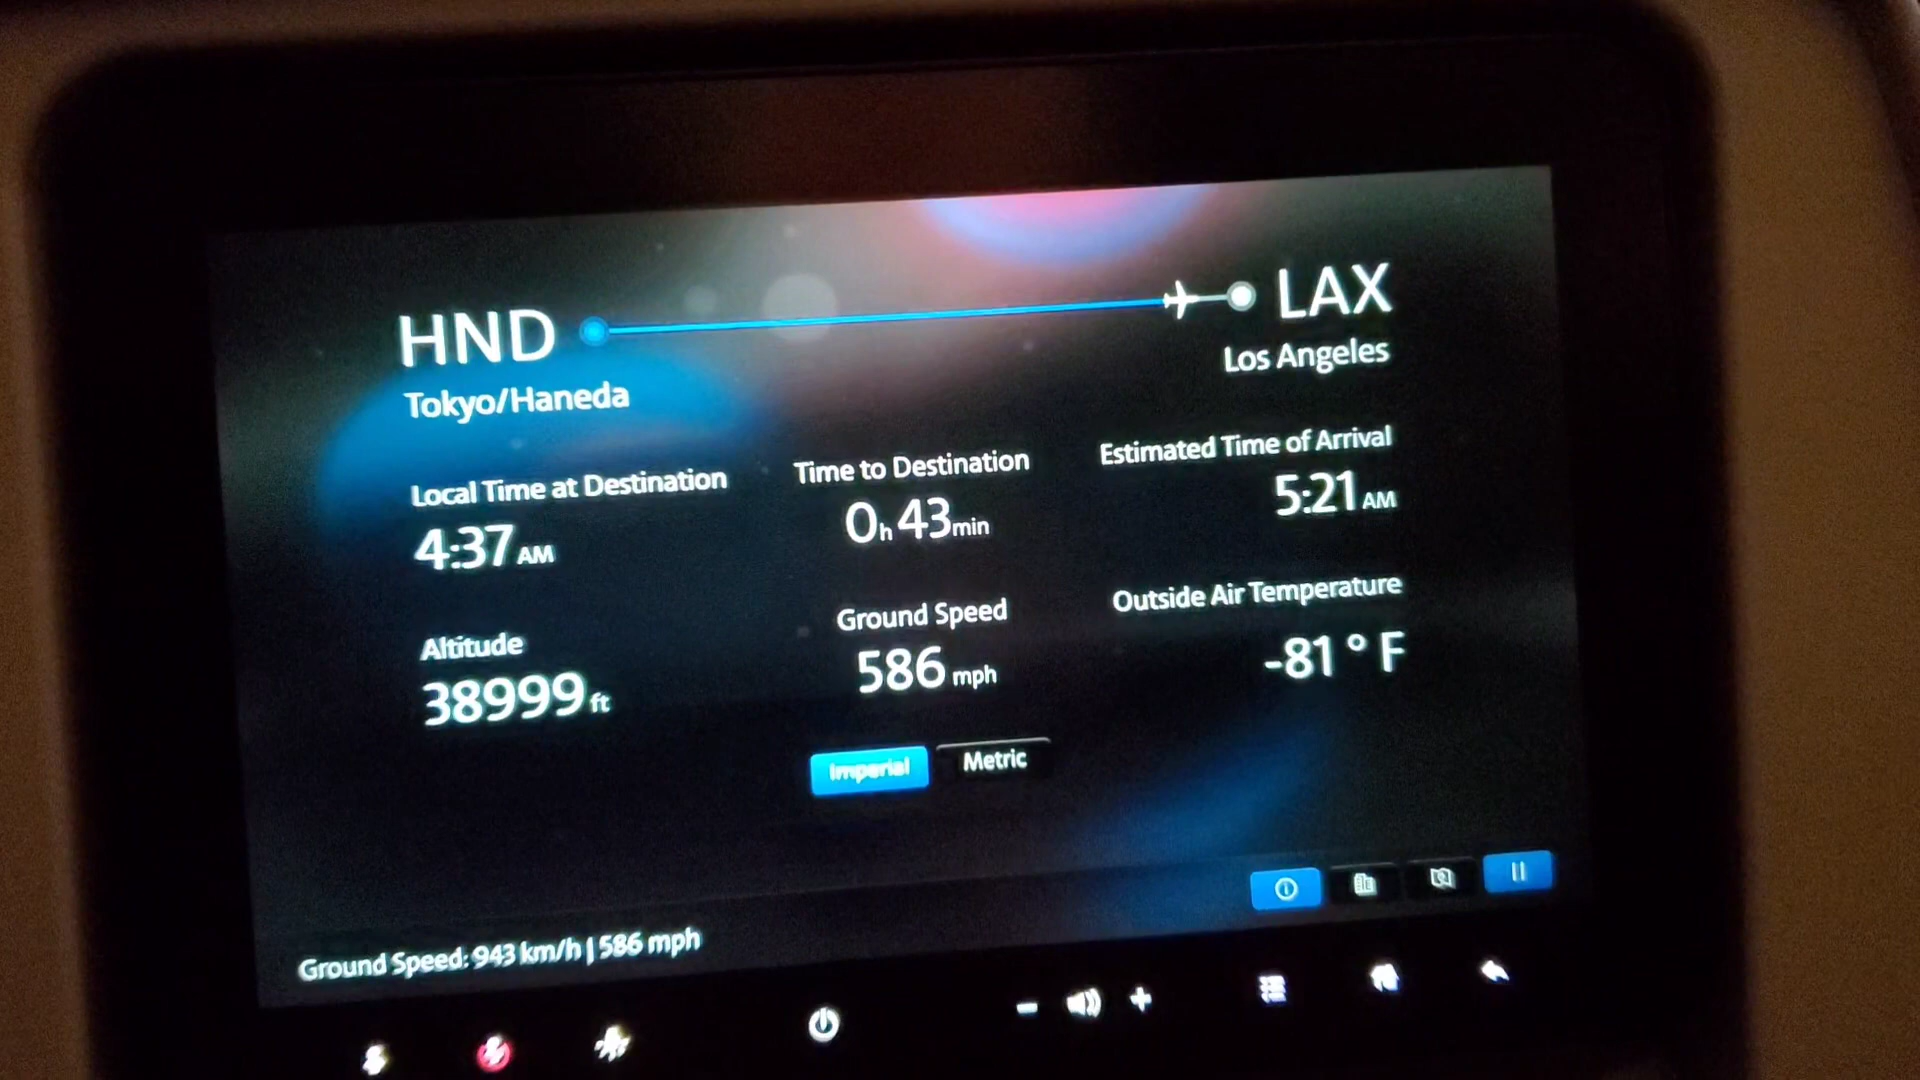 HND
LAX
Tokyo/Haneda
Los Angeles
Local Time at Destination
4:37 AM
Time to Destination
0h 43min
Estimated Time of Arrival
5:21 AM
Altitude
38999 ft
Ground Speed
586 mph
Outside Air Temperature
-81° F
Imperial
Metric
Ground Speed: 943 km/h | 586 mph